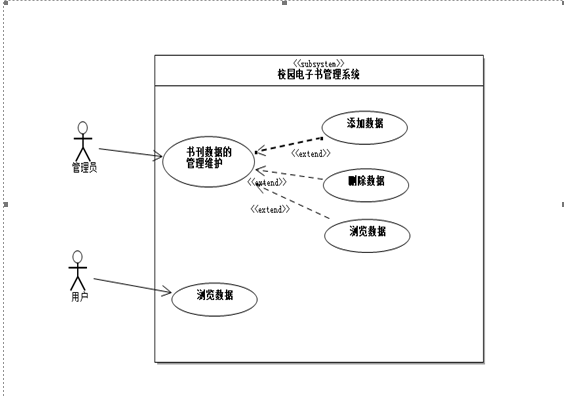 <<subsystem>>
校园电子书管理系统
添加数据
<<extend>>
书刊数据的
管理维护
管理员
删除数据
<<extend>>
<<extend>>
浏览数据
用户
浏览数据